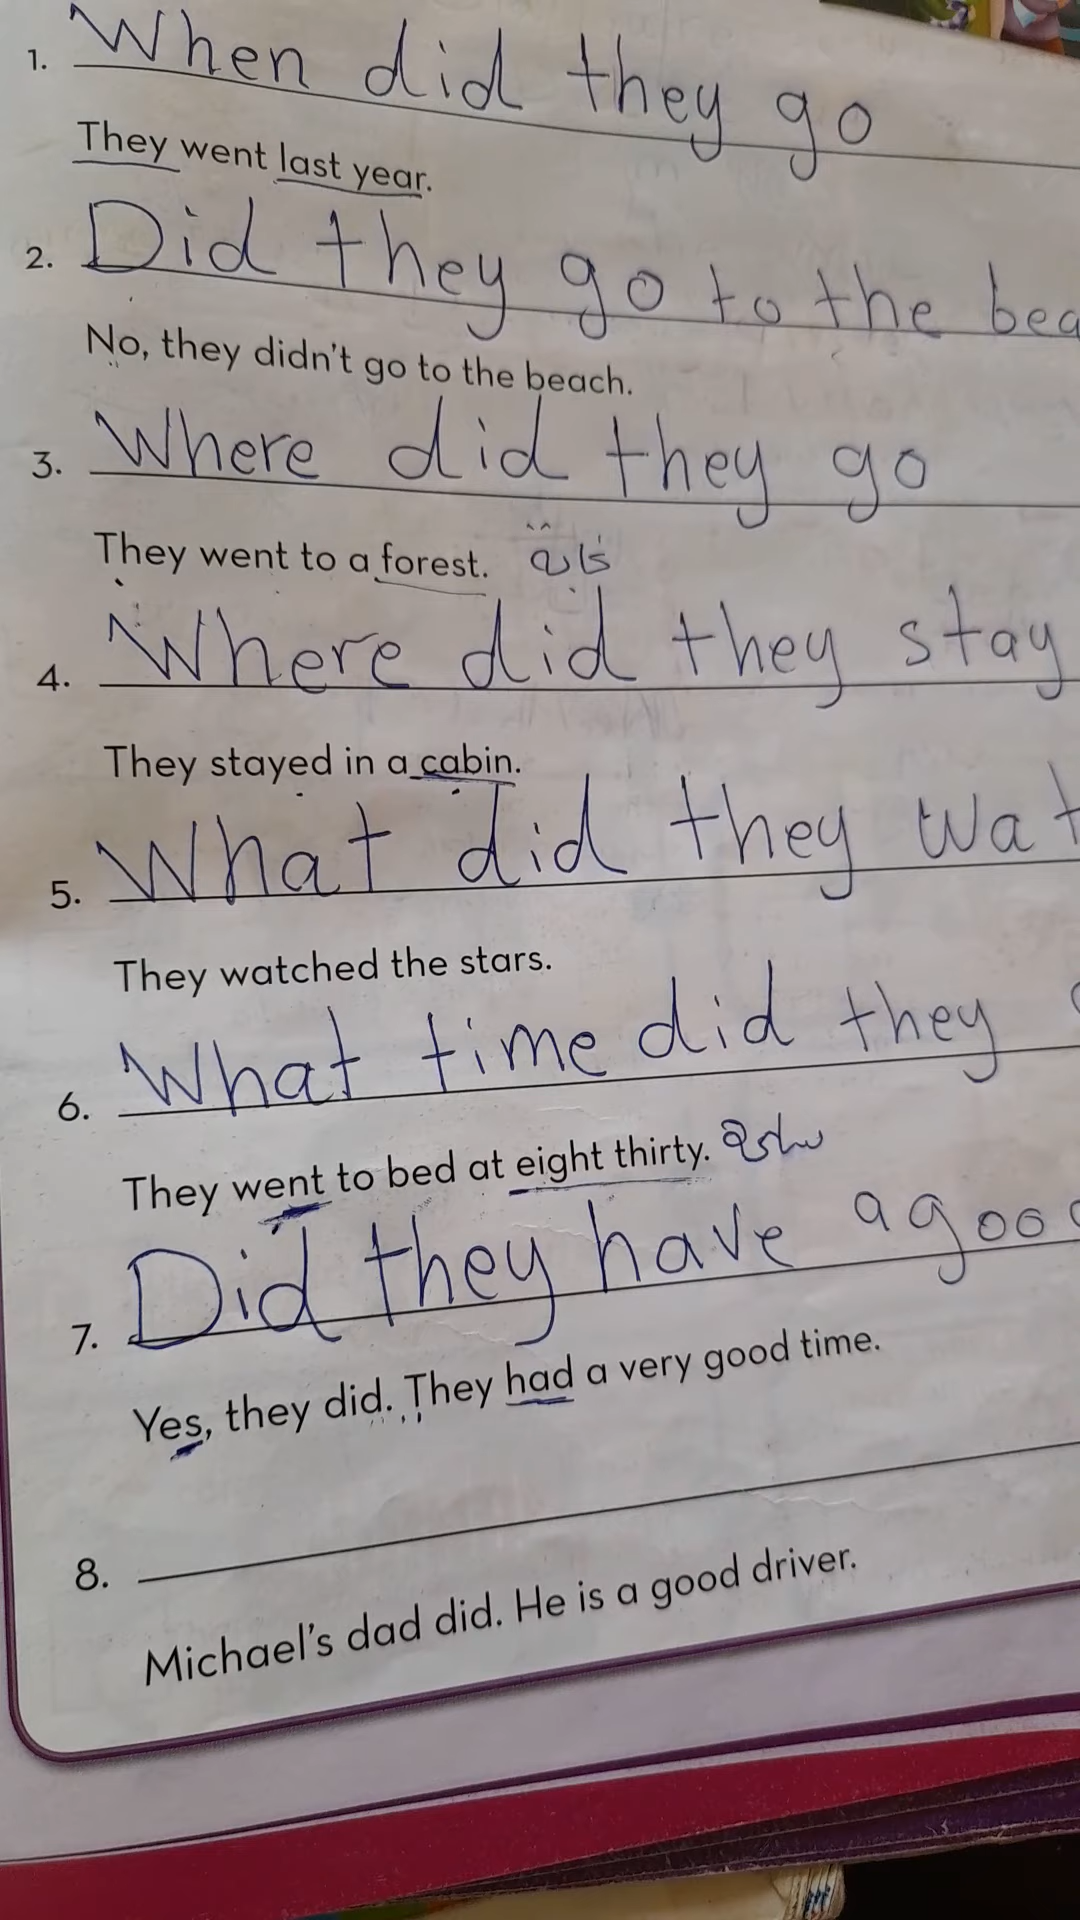 1. When did they go
They went last year.
2. Did they go to the bea
No, they didn't go to the beach.
3. Where did they go
They went to a forest. غابة
4. Where did they stay
They stayed in a cabin.
5. What did they wat
They watched the stars.
6. What time did they
They went to bed at eight thirty.
7. Did they have a good
Yes, they did. They had a very good time.
8.
Michael's dad did. He is a good driver.